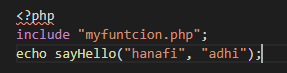 <?php
include "myfuntcion.php";
echo sayHello("hanafi", "adhi");